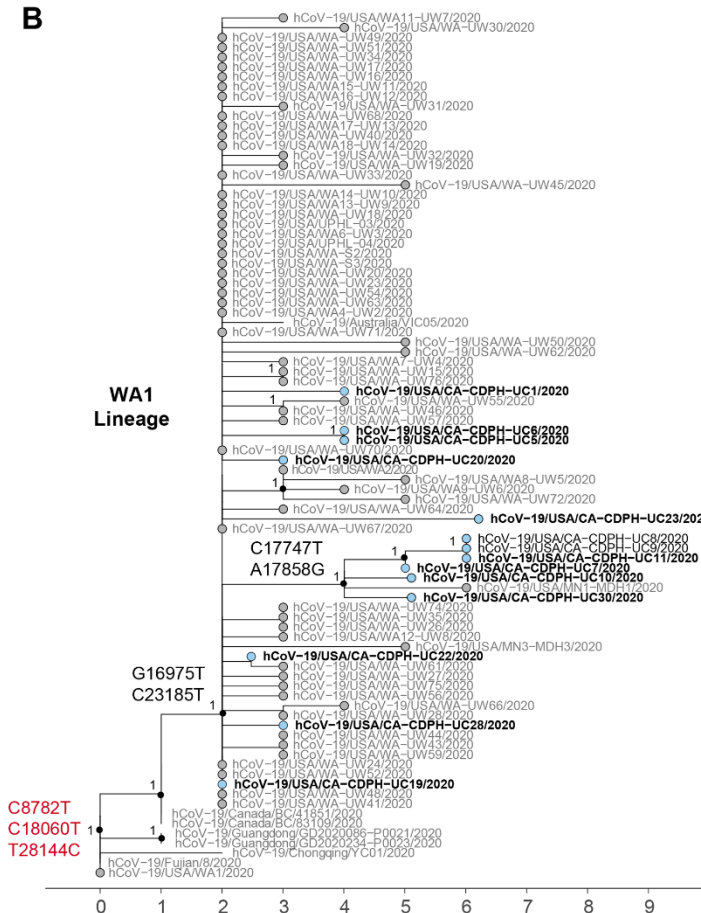 B
hCoV−19/USA/WA11−UW7/2020
hCoV−19/USA/WA−UW30/2020
hCoV−19/USA/WA−UW49/2020
hCoV−19/USA/WA−UW51/2020
hCoV−19/USA/WA−UW34/2020
hCoV−19/USA/WA−UW17/2020
hCoV−19/USA/WA−UW16/2020
hCoV−19/USA/WA15−UW11/2020
hCoV−19/USA/WA16−UW12/2020
hCoV−19/USA/WA−UW31/2020
hCoV−19/USA/WA−UW68/2020
hCoV−19/USA/WA17−UW13/2020
hCoV−19/USA/WA−UW40/2020
hCoV−19/USA/WA18−UW14/2020
hCoV−19/USA/WA−UW32/2020
hCoV−19/USA/WA−UW19/2020
hCoV−19/USA/WA−UW33/2020
hCoV−19/USA/WA−UW45/2020
hCoV−19/USA/WA14−UW10/2020
hCoV−19/USA/WA13−UW9/2020
hCoV−19/USA/WA−UW18/2020
hCoV−19/USA/UPHL−03/2020
hCoV−19/USA/WA6−UW3/2020
hCoV−19/USA/UPHL−04/2020
hCoV−19/USA/WA−S2/2020
hCoV−19/USA/WA−S3/2020
hCoV−19/USA/WA−UW20/2020
hCoV−19/USA/WA−UW23/2020
hCoV−19/USA/WA−UW54/2020
hCoV−19/USA/WA−UW63/2020
hCoV−19/USA/WA4−UW2/2020
hCoV−19/Australia/VIC05/2020
hCoV−19/USA/WA−UW71/2020
hCoV−19/USA/WA−UW50/2020
hCoV−19/USA/WA−UW62/2020
hCoV−19/USA/WA7−UW4/2020
1 hCoV−19/USA/WA−UW15/2020
hCoV−19/USA/WA−UW76/2020
hCoV−19/USA/CA−CDPH−UC1/2020
WA1
Lineage
1 hCoV−19/USA/WA−UW55/2020
hCoV−19/USA/WA−UW46/2020
hCoV−19/USA/WA−UW57/2020
1 hCoV−19/USA/CA−CDPH−UC6/2020
hCoV−19/USA/CA−CDPH−UC5/2020
hCoV−19/USA/WA−UW70/2020
hCoV−19/USA/CA−CDPH−UC20/2020
hCoV−19/USA/WA2/2020
1 hCoV−19/USA/WA8−UW5/2020
hCoV−19/USA/WA9−UW6/2020
hCoV−19/USA/WA−UW72/2020
hCoV−19/USA/WA−UW64/2020
hCoV−19/USA/CA−CDPH−UC23/202
hCoV−19/USA/WA−UW67/2020
1 hCoV−19/USA/CA−CDPH−UC8/2020
C17747T
1 hCoV−19/USA/CA−CDPH−UC9/2020
hCoV−19/USA/CA−CDPH−UC11/2020
A17858G
hCoV−19/USA/CA−CDPH−UC7/2020
1 hCoV−19/USA/CA−CDPH−UC10/2020
hCoV−19/USA/MN1−MDH1/2020
hCoV−19/USA/CA−CDPH−UC30/2020
hCoV−19/USA/WA−UW74/2020
hCoV−19/USA/WA−UW35/2020
hCoV−19/USA/WA−UW26/2020
hCoV−19/USA/WA12−UW8/2020
hCoV−19/USA/MN3−MDH3/2020
hCoV−19/USA/CA−CDPH−UC22/2020
hCoV−19/USA/WA−UW61/2020
G16975T
hCoV−19/USA/WA−UW27/2020
hCoV−19/USA/WA−UW75/2020
C23185T
hCoV−19/USA/WA−UW56/2020
1 hCoV−19/USA/WA−UW66/2020
hCoV−19/USA/WA−UW28/2020
hCoV−19/USA/CA−CDPH−UC28/2020
hCoV−19/USA/WA−UW44/2020
hCoV−19/USA/WA−UW43/2020
hCoV−19/USA/WA−UW59/2020
hCoV−19/USA/WA−UW24/2020
hCoV−19/USA/WA−UW52/2020
1 hCoV−19/USA/CA−CDPH−UC19/2020
hCoV−19/USA/WA−UW48/2020
hCoV−19/USA/WA−UW41/2020
C8782T
C18060T
T28144C
hCoV−19/Canada/BC/41851/2020
hCoV−19/Canada/BC/83109/2020
1 1 hCoV−19/Guangdong/GD2020086−P0021/2020
hCoV−19/Guangdong/GD2020234−P0023/2020
hCoV−19/Chongqing/YC01/2020
hCoV−19/Fujian/8/2020
hCoV−19/USA/WA1/2020
0 1 2 3 4 5 6 7 8 9